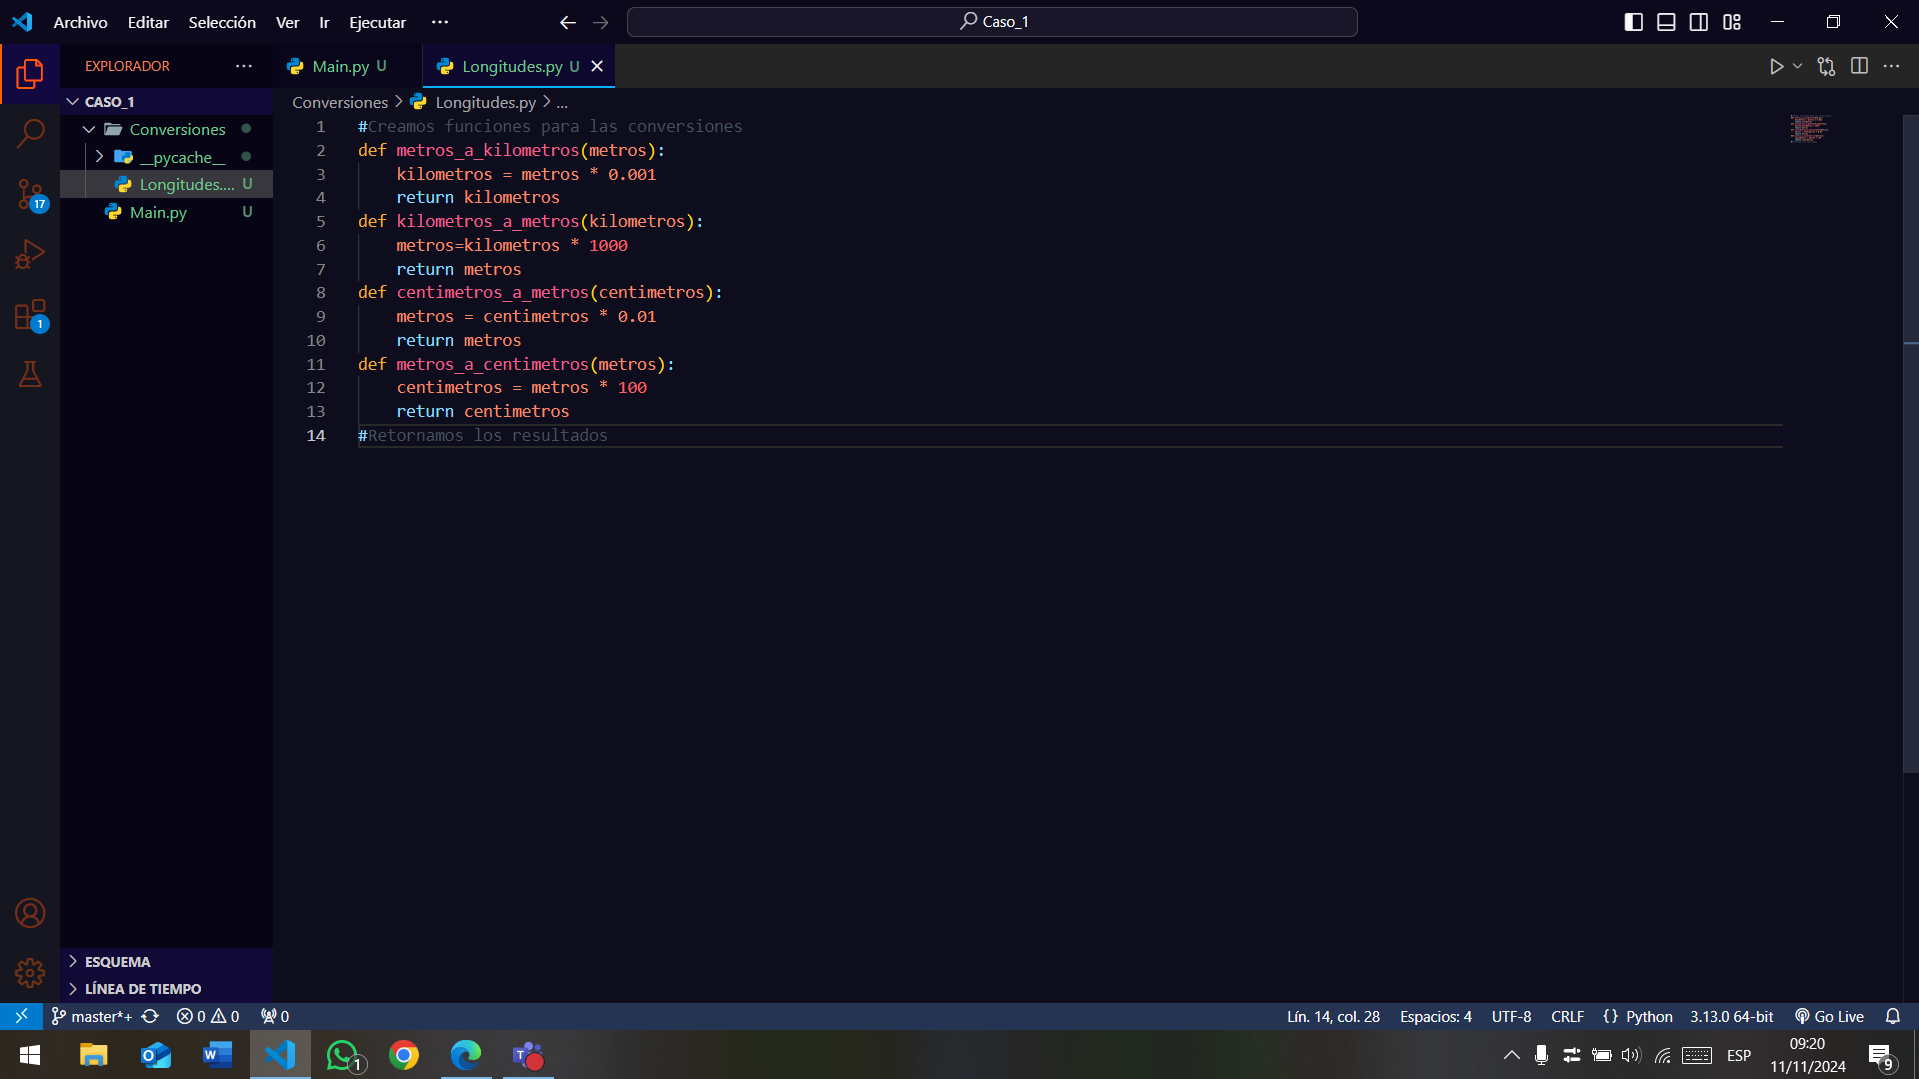 Archivo Editar Selección Ver Ir Ejecutar ··· Caso_1
EXPLORADOR ···
Main.py U
Longitudes.py U
CASO_1
Conversiones
__pycache__
Longitudes.... U
Main.py U
17
1
Conversiones > Longitudes.py > ...
1 #Creamos funciones para las conversiones
2 def metros_a_kilometros(metros):
3 kilometros = metros * 0.001
4 return kilometros
5 def kilometros_a_metros(kilometros):
6 metros=kilometros * 1000
7 return metros
8 def centimetros_a_metros(centimetros):
9 metros = centimetros * 0.01
10 return metros
11 def metros_a_centimetros(metros):
12 centimetros = metros * 100
13 return centimetros
14 #Retornamos los resultados
ESQUEMA
LÍNEA DE TIEMPO
master*+ 0 0 0 Lín. 14, col. 28 Espacios: 4 UTF-8 CRLF {} Python 3.13.0 64-bit Go Live
1 ESP 09:20
11/11/2024 9